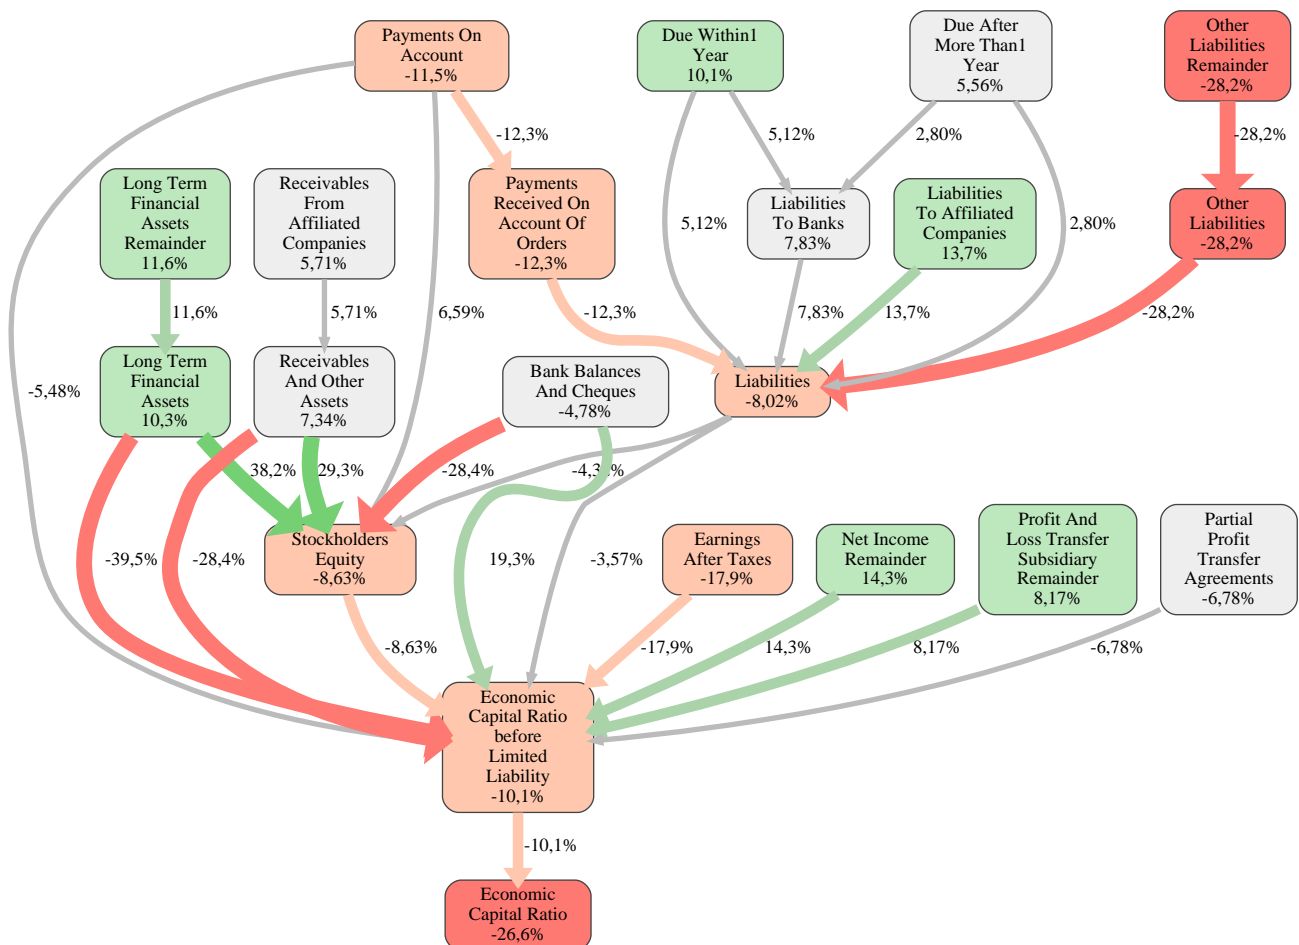 Payments On
Account
-11,5%
Due Within1
Year
10,1%
Due After
More Than1
Year
5,56%
Other
Liabilities
Remainder
-28,2%
-12,3%
5,12%
2,80%
-28,2%
Long Term
Financial
Assets
Remainder
11,6%
Receivables
From
Affiliated
Companies
5,71%
Payments
Received On
Account Of
Orders
-12,3%
Liabilities
To Banks
7,83%
Liabilities
To Affiliated
Companies
13,7%
Other
Liabilities
-28,2%
5,12%
2,80%
11,6%
5,71%
6,59%
-12,3%
7,83%
13,7%
-28,2%
Long Term
Financial
Assets
10,3%
Receivables
And Other
Assets
7,34%
Bank Balances
And Cheques
-4,78%
Liabilities
-8,02%
-5,48%
38,2%
29,3%
-28,4%
Stockholders
Equity
-8,63%
Earnings
After Taxes
-17,9%
Net Income
Remainder
14,3%
Profit And
Loss Transfer
Subsidiary
Remainder
8,17%
Partial
Profit
Transfer
Agreements
-6,78%
-39,5%
-28,4%
19,3%
-3,57%
-8,63%
-17,9%
14,3%
8,17%
-6,78%
Economic
Capital Ratio
before
Limited
Liability
-10,1%
-10,1%
Economic
Capital Ratio
-26,6%